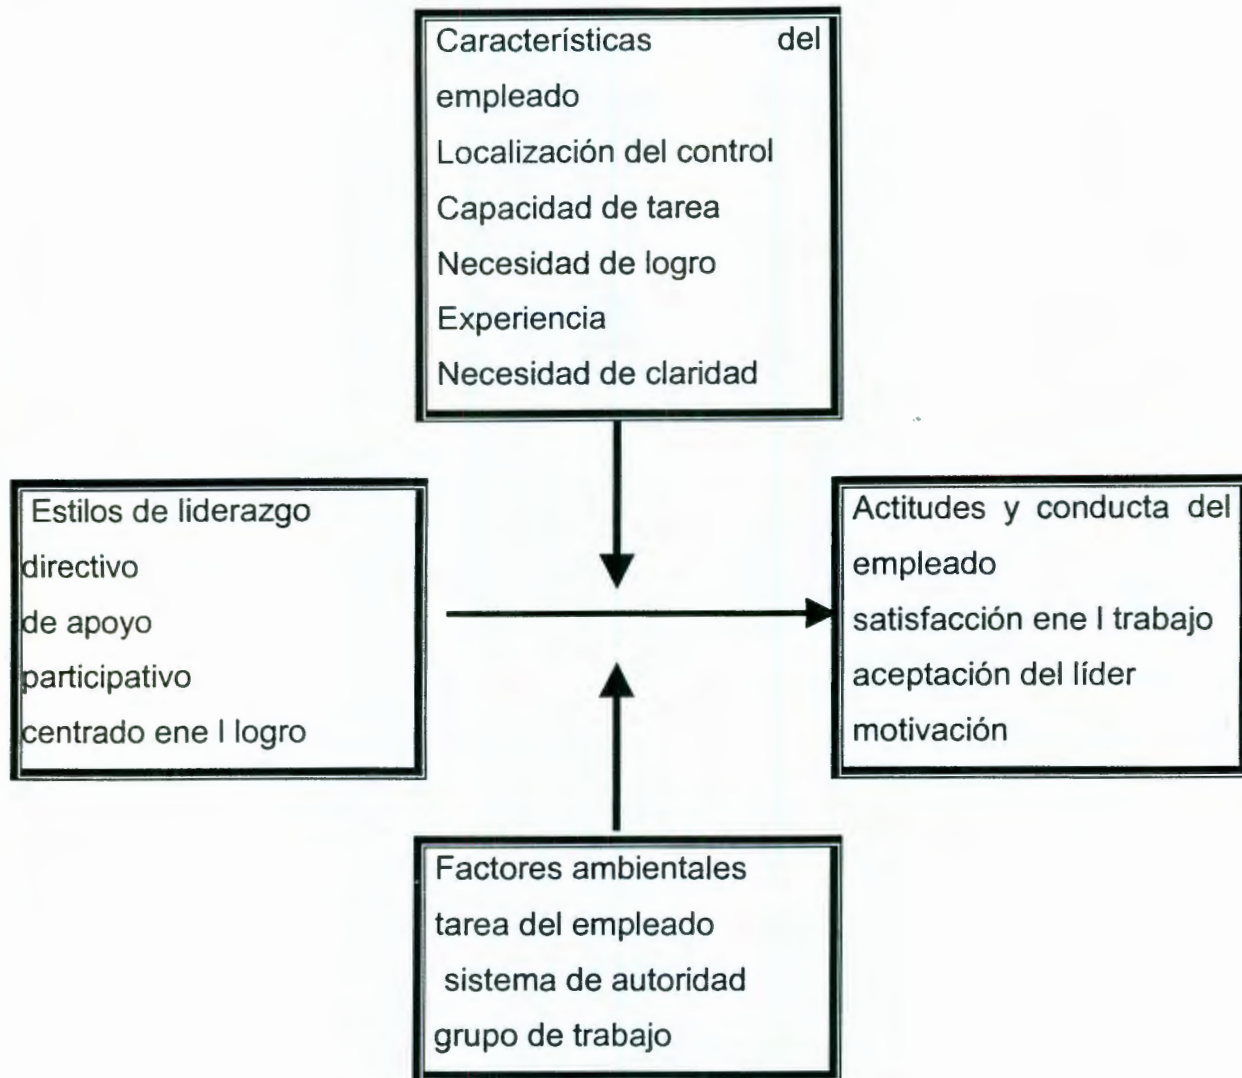 Características del
empleado
Localización del control
Capacidad de tarea
Necesidad de logro
Experiencia
Necesidad de claridad
Estilos de liderazgo
directivo
de apoyo
participativo
centrado ene l logro
Actitudes y conducta del
empleado
satisfacción ene l trabajo
aceptación del líder
motivación
Factores ambientales
tarea del empleado
sistema de autoridad
grupo de trabajo